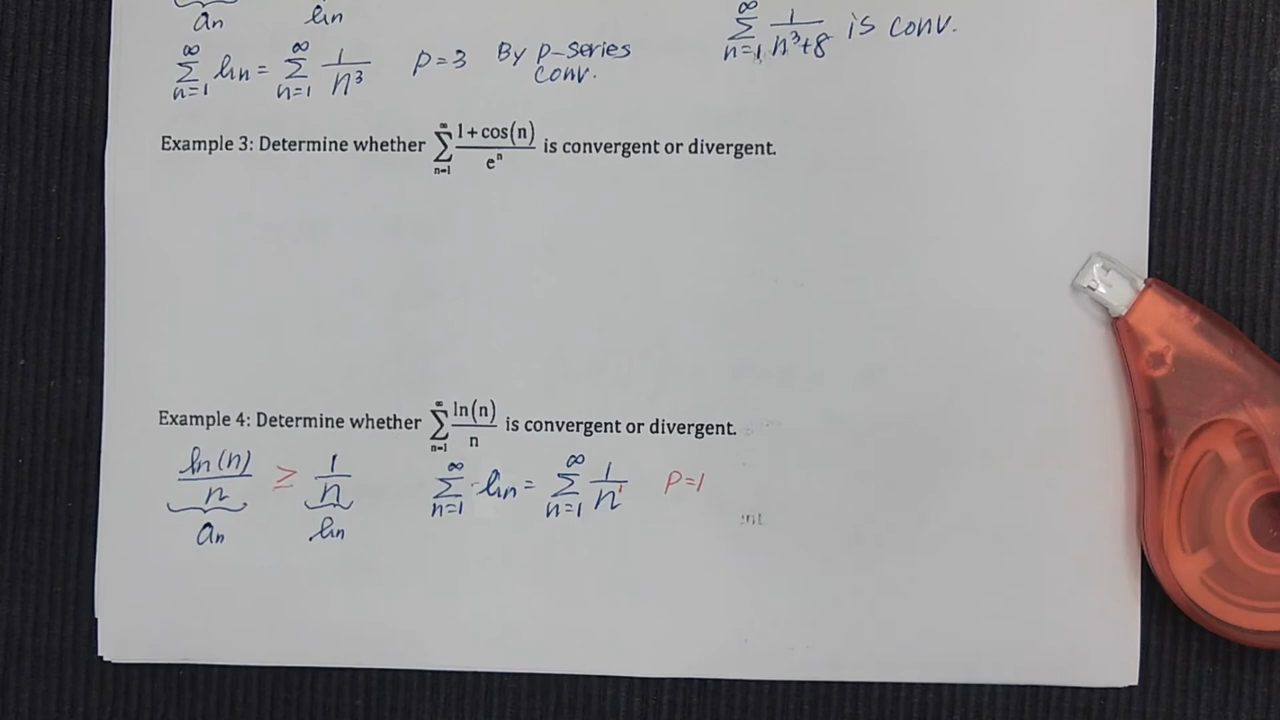 aₙ bₙ
∑_{n=1}^{∞} 1/(n³+8) is conv.
∑_{n=1}^{∞} bₙ = ∑_{n=1}^{∞} 1/n³ P=3 By P-series
conv.
Example 3: Determine whether ∑_{n=1}^{∞} (1+cos(n))/eⁿ is convergent or divergent.
Example 4: Determine whether ∑_{n=1}^{∞} ln(n)/n is convergent or divergent.
ln(n)/n ≥ 1/n ∑_{n=1}^{∞} bₙ = ∑_{n=1}^{∞} 1/n¹ P=1
aₙ bₙ